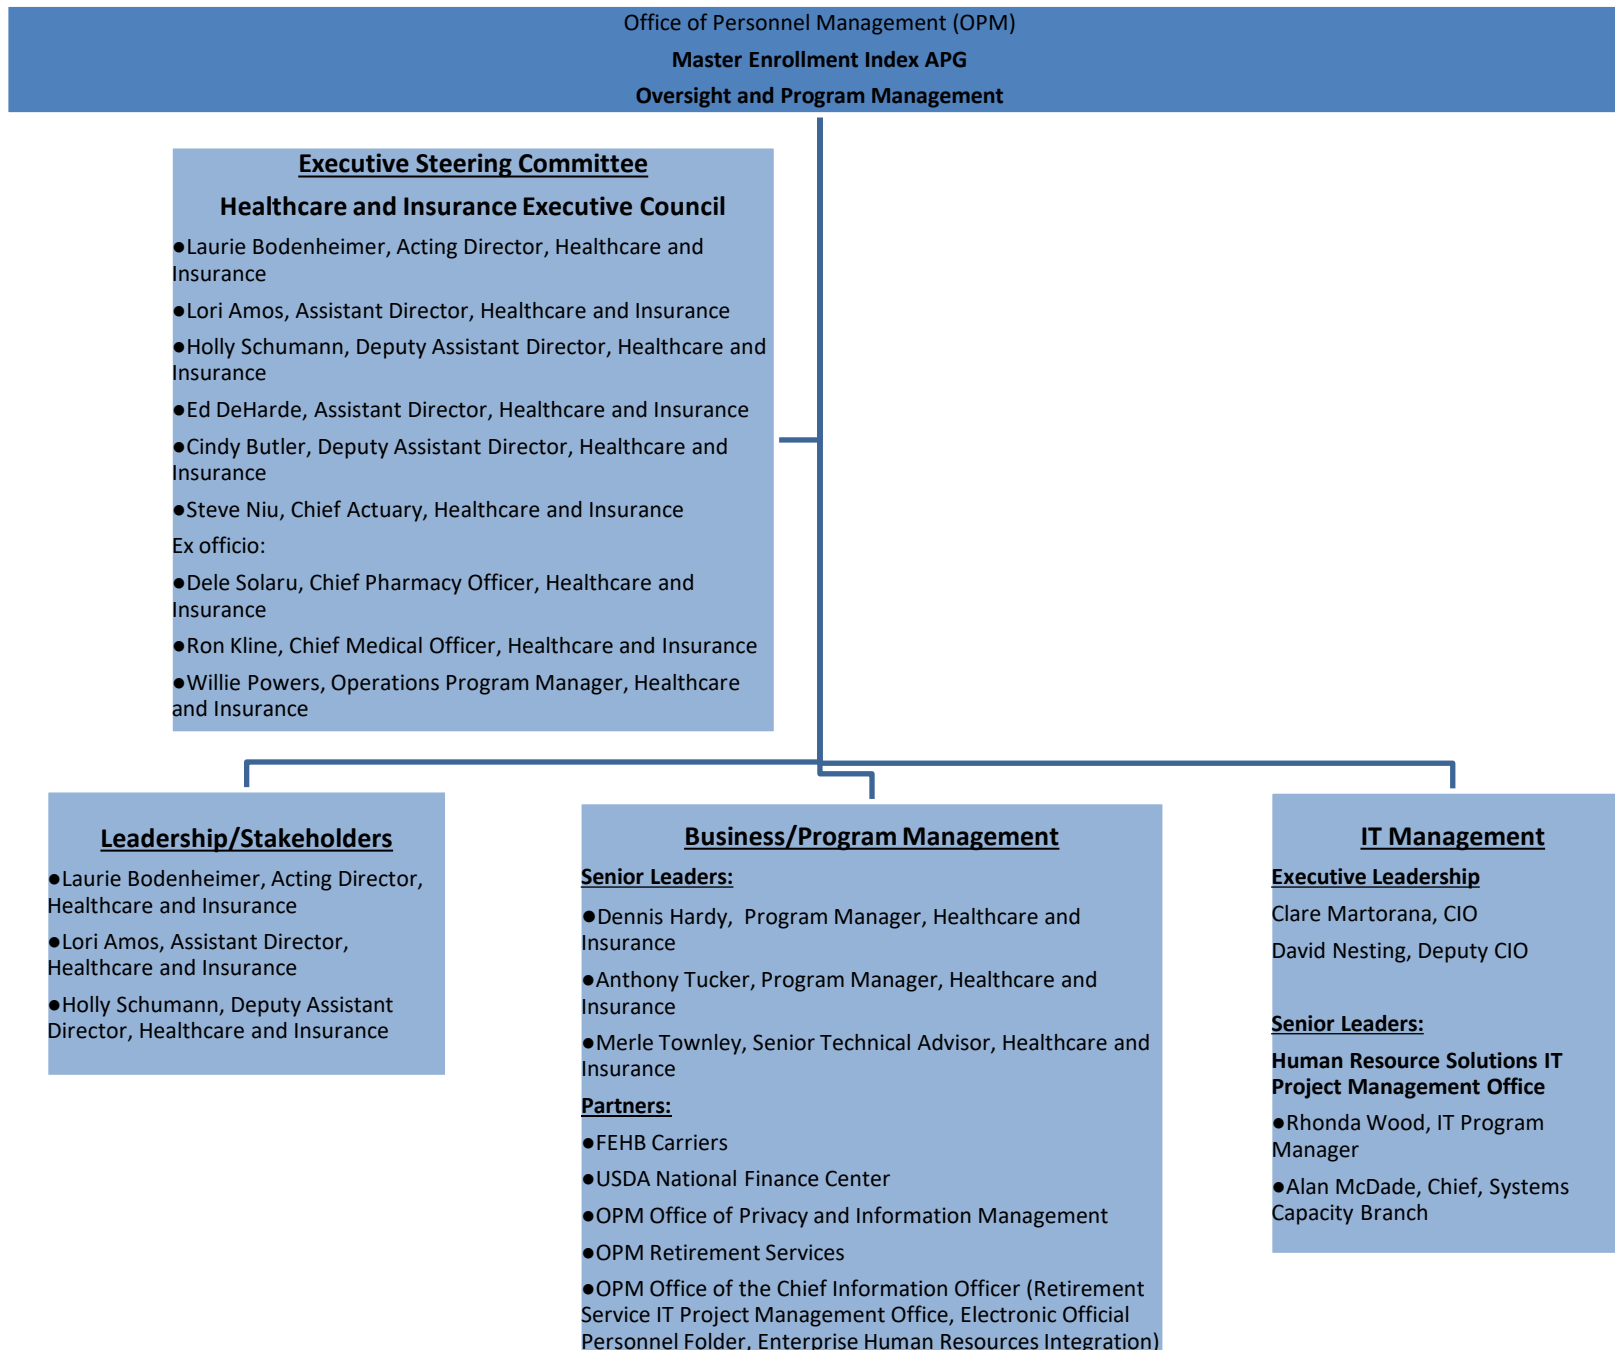 Office of Personnel Management (OPM)
Master Enrollment Index APG
Oversight and Program Management
Executive Steering Committee
Healthcare and Insurance Executive Council
●Laurie Bodenheimer, Acting Director, Healthcare and
Insurance
●Lori Amos, Assistant Director, Healthcare and Insurance
●Holly Schumann, Deputy Assistant Director, Healthcare and
Insurance
●Ed DeHarde, Assistant Director, Healthcare and Insurance
●Cindy Butler, Deputy Assistant Director, Healthcare and
Insurance
●Steve Niu, Chief Actuary, Healthcare and Insurance
Ex officio:
●Dele Solaru, Chief Pharmacy Officer, Healthcare and
Insurance
●Ron Kline, Chief Medical Officer, Healthcare and Insurance
●Willie Powers, Operations Program Manager, Healthcare
and Insurance
Leadership/Stakeholders
●Laurie Bodenheimer, Acting Director,
Healthcare and Insurance
●Lori Amos, Assistant Director,
Healthcare and Insurance
●Holly Schumann, Deputy Assistant
Director, Healthcare and Insurance
Business/Program Management
Senior Leaders:
●Dennis Hardy, Program Manager, Healthcare and
Insurance
●Anthony Tucker, Program Manager, Healthcare and
Insurance
●Merle Townley, Senior Technical Advisor, Healthcare and
Insurance
Partners:
●FEHB Carriers
●USDA National Finance Center
●OPM Office of Privacy and Information Management
●OPM Retirement Services
●OPM Office of the Chief Information Officer (Retirement
Service IT Project Management Office, Electronic Official
Personnel Folder, Enterprise Human Resources Integration)
IT Management
Executive Leadership
Clare Martorana, CIO
David Nesting, Deputy CIO
Senior Leaders:
Human Resource Solutions IT
Project Management Office
●Rhonda Wood, IT Program
Manager
●Alan McDade, Chief, Systems
Capacity Branch